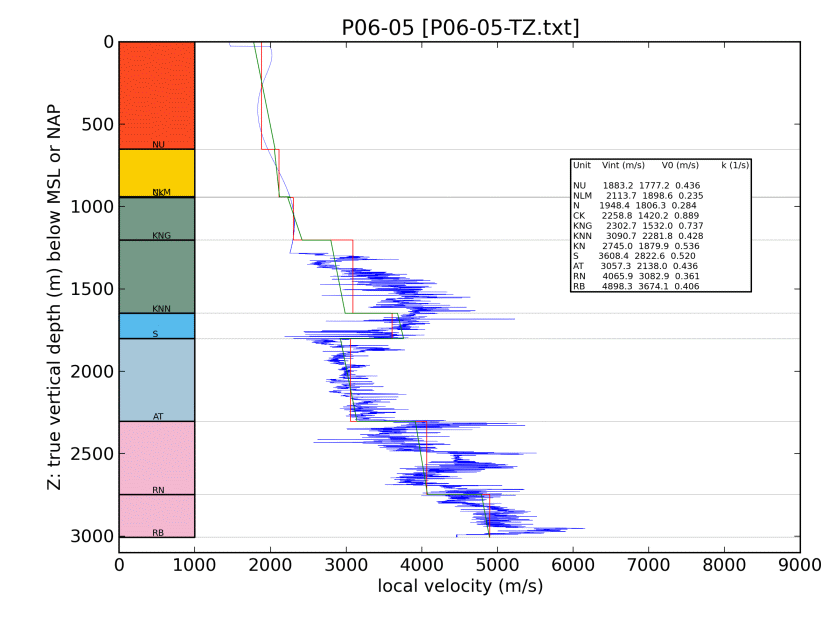 P06-05 [P06-05-TZ.txt]
Z: true vertical depth (m) below MSL or NAP
0
500
1000
1500
2000
2500
3000
NU
NLM
CK
KNG
KNN
S
AT
RN
RB
Unit Vint (m/s) V0 (m/s) k (1/s)
NU 1883.2 1777.2 0.436
NLM 2113.7 1898.6 0.235
N 1948.4 1806.3 0.284
CK 2258.8 1420.2 0.889
KNG 2302.7 1532.0 0.737
KNN 3090.7 2281.8 0.428
KN 2745.0 1879.9 0.536
S 3608.4 2822.6 0.520
AT 3057.3 2138.0 0.436
RN 4065.9 3082.9 0.361
RB 4898.3 3674.1 0.406
0 1000 2000 3000 4000 5000 6000 7000 8000 9000
local velocity (m/s)